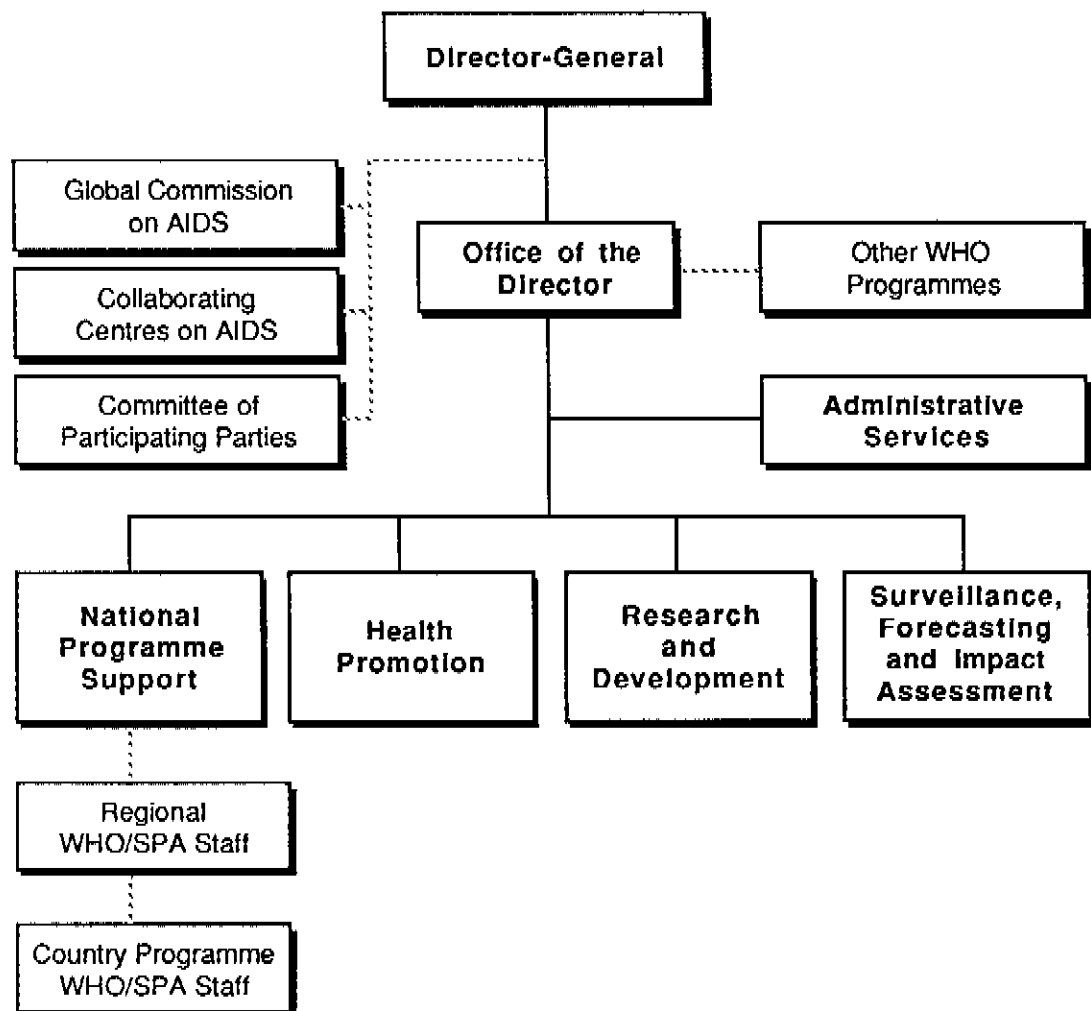 Director-General
Global Commission
on AIDS
Office of the
Director
Other WHO
Programmes
Collaborating
Centres on AIDS
Committee of
Participating Parties
Administrative
Services
National
Programme
Support
Health
Promotion
Research
and
Development
Surveillance,
Forecasting
and Impact
Assessment
Regional
WHO/SPA Staff
Country Programme
WHO/SPA Staff